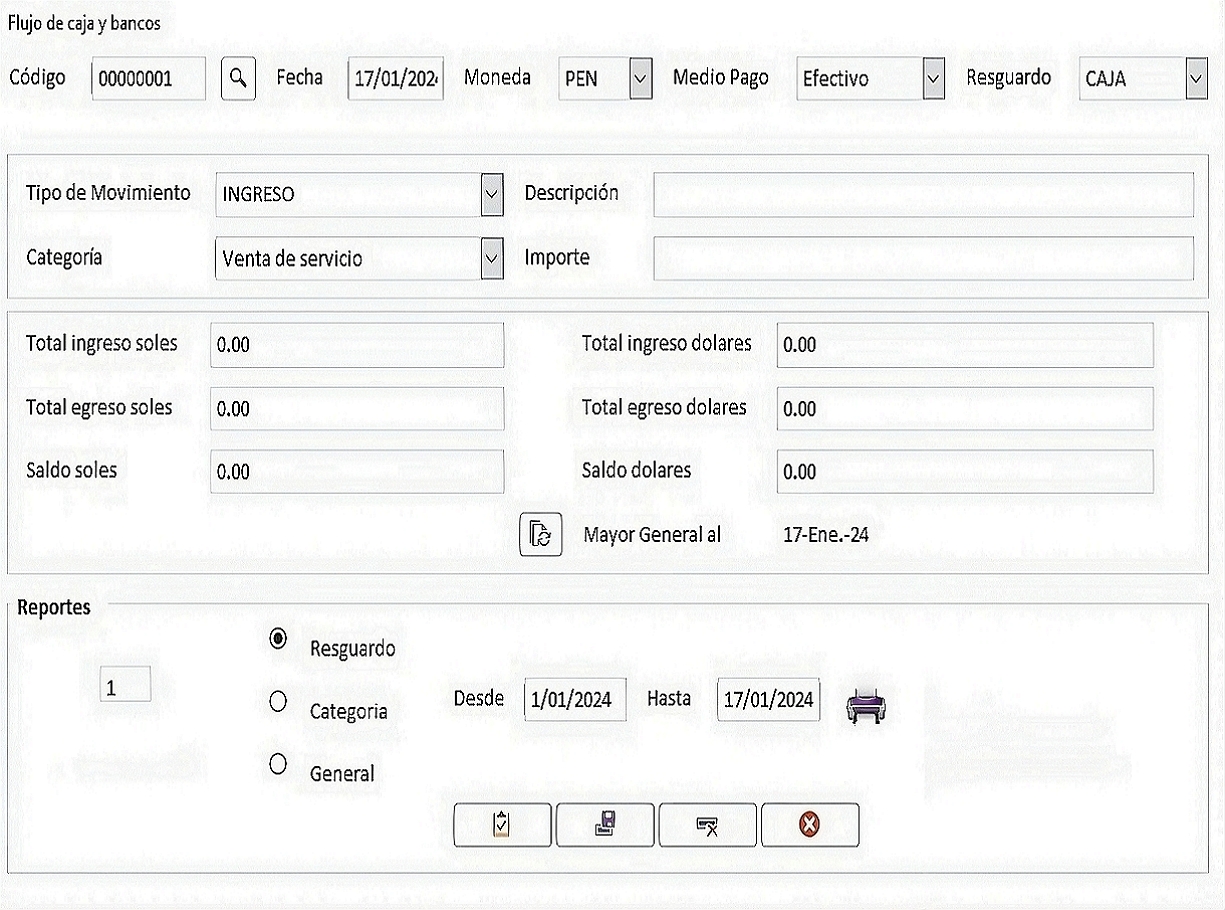 Flujo de caja y bancos
Código 00000001 Fecha 17/01/202 Moneda PEN Medio Pago Efectivo Resguardo CAJA
Tipo de Movimiento INGRESO Descripción
Categoría Venta de servicio Importe
Total ingreso soles 0.00 Total ingreso dolares 0.00
Total egreso soles 0.00 Total egreso dolares 0.00
Saldo soles 0.00 Saldo dolares 0.00
Mayor General al 17-Ene.-24
Reportes
Resguardo
1
Desde 1/01/2024 Hasta 17/01/2024
Categoria
General